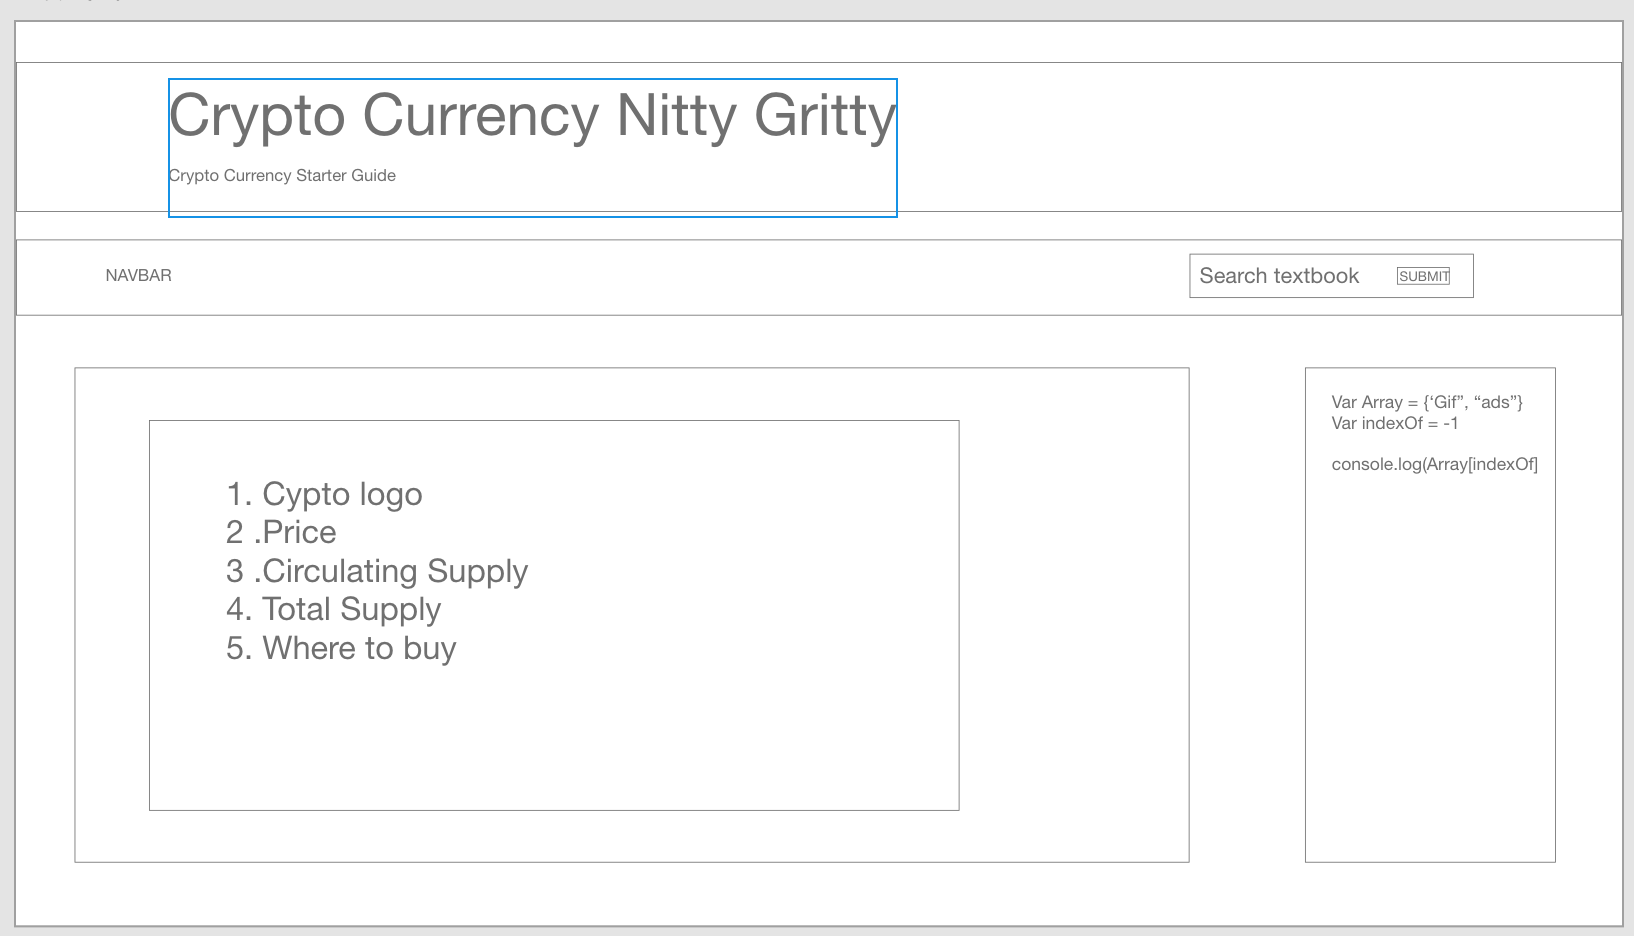 Crypto Currency Nitty Gritty
Crypto Currency Starter Guide
NAVBAR
Search textbook
SUBMIT
1. Cypto logo
2 .Price
3 .Circulating Supply
4. Total Supply
5. Where to buy
Var Array = {‘Gif”, “ads”}
Var indexOf = -1
console.log(Array[indexOf]